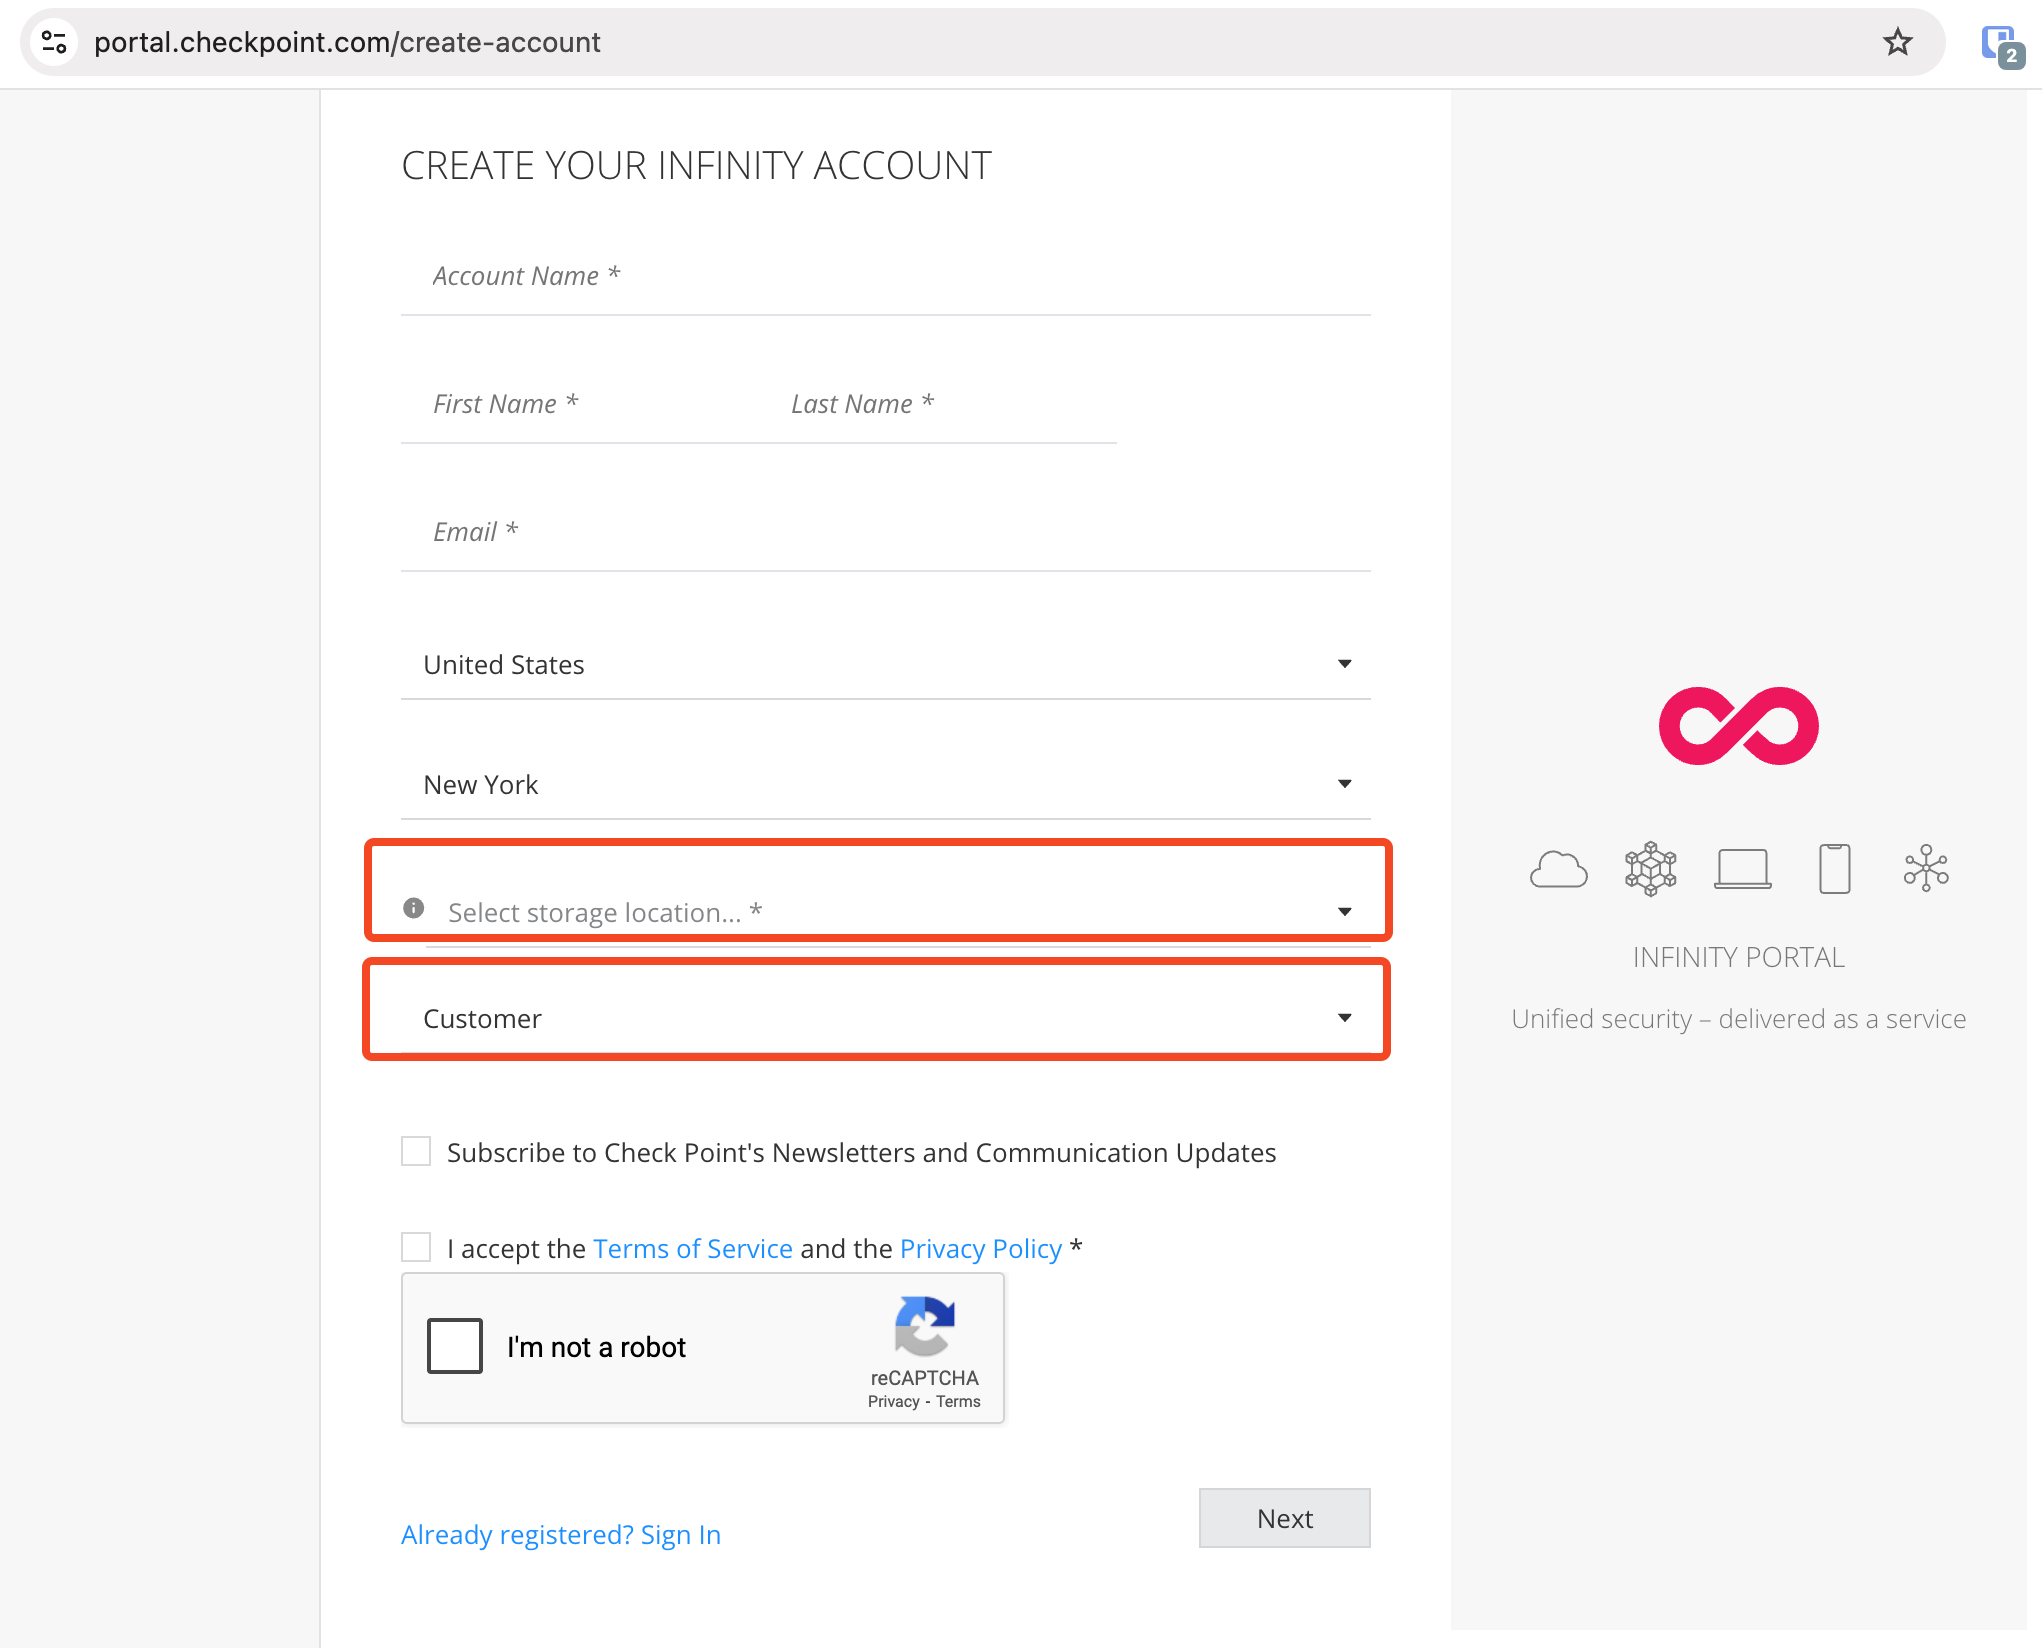 portal.checkpoint.com/create-account
2
CREATE YOUR INFINITY ACCOUNT
Account Name *
First Name * Last Name *
Email *
United States
New York
Select storage location... *
Customer
Subscribe to Check Point's Newsletters and Communication Updates
I accept the Terms of Service and the Privacy Policy *
I'm not a robot
reCAPTCHA
Privacy - Terms
Already registered? Sign In
Next
INFINITY PORTAL
Unified security – delivered as a service